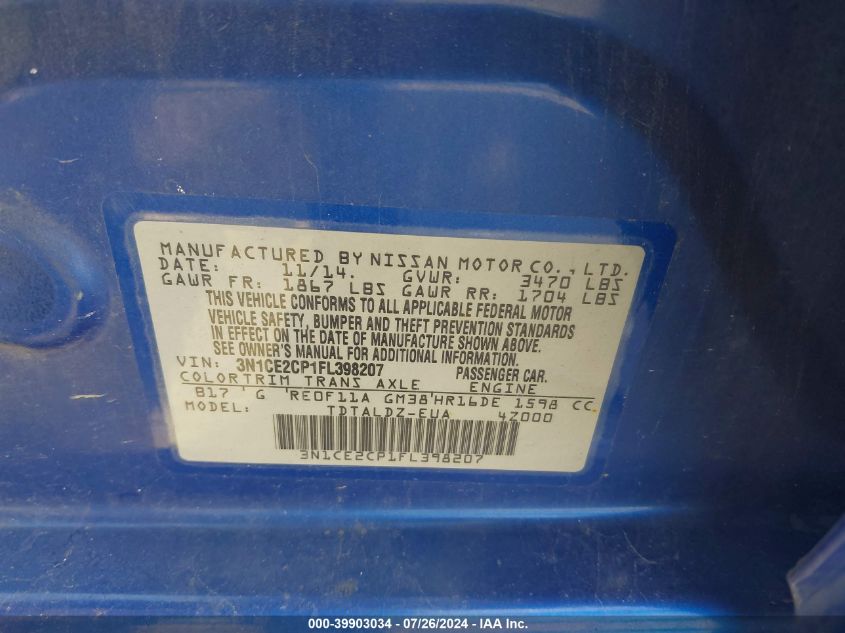 MANUFACTURED BY NISSAN MOTOR CO., LTD.
DATE: 11/14. GVWR: 3470 LBS
GAWR FR: 1867 LBS GAWR RR: 1704 LBS
THIS VEHICLE CONFORMS TO ALL APPLICABLE FEDERAL MOTOR
VEHICLE SAFETY, BUMPER AND THEFT PREVENTION STANDARDS
IN EFFECT ON THE DATE OF MANUFACTURE SHOWN ABOVE.
SEE OWNER'S MANUAL FOR ADDITIONAL INFORMATION.
VIN: 3N1CE2CP1FL398207 PASSENGER CAR.
COLORTRIM TRANS AXLE ENGINE
B17 'G 'RE0F11A GM38'HR16DE 1598 CC
MODEL: TDTALDZ-EUA 4Z000
3N1CE2CP1FL398207
000-39903034 - 07/26/2024 - IAA Inc.